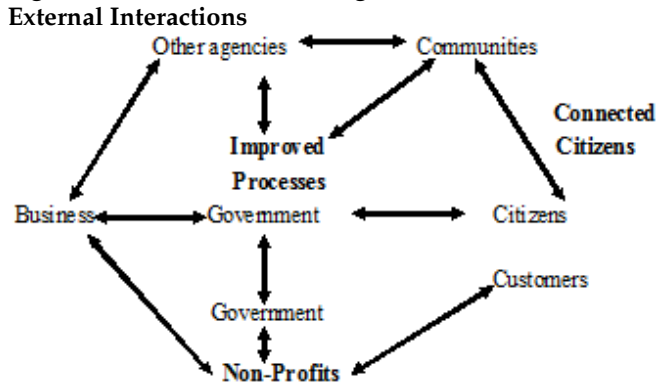 External Interactions
Other agencies
Communities
Connected
Citizens
Improved
Processes
Business
Government
Citizens
Customers
Government
Non-Profits